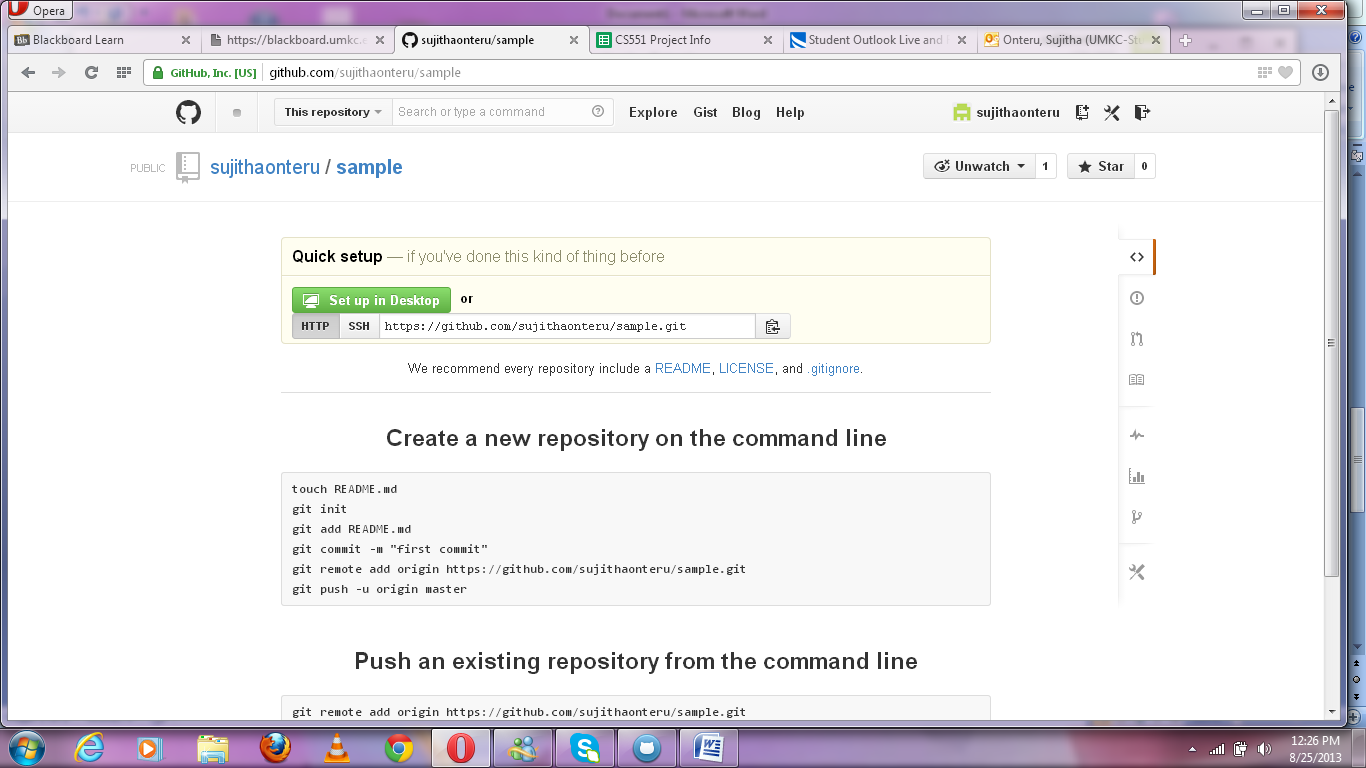 Opera
Blackboard Learn
https://blackboard.umkc.e
sujithaonteru/sample
CS551 Project Info
Student Outlook Live and
Onteru, Sujitha (UMKC-Stu
GitHub, Inc. [US]
github.com/sujithaonteru/sample
This repository
Search or type a command
Explore
Gist
Blog
Help
sujithaonteru
PUBLIC
sujithaonteru / sample
Unwatch
1
Star
0
Quick setup — if you've done this kind of thing before
Set up in Desktop
or
HTTP
SSH
https://github.com/sujithaonteru/sample.git
We recommend every repository include a README, LICENSE, and .gitignore.
Create a new repository on the command line
touch README.md
git init
git add README.md
git commit -m "first commit"
git remote add origin https://github.com/sujithaonteru/sample.git
git push -u origin master
Push an existing repository from the command line
git remote add origin https://github.com/sujithaonteru/sample.git
12:26 PM
8/25/2013